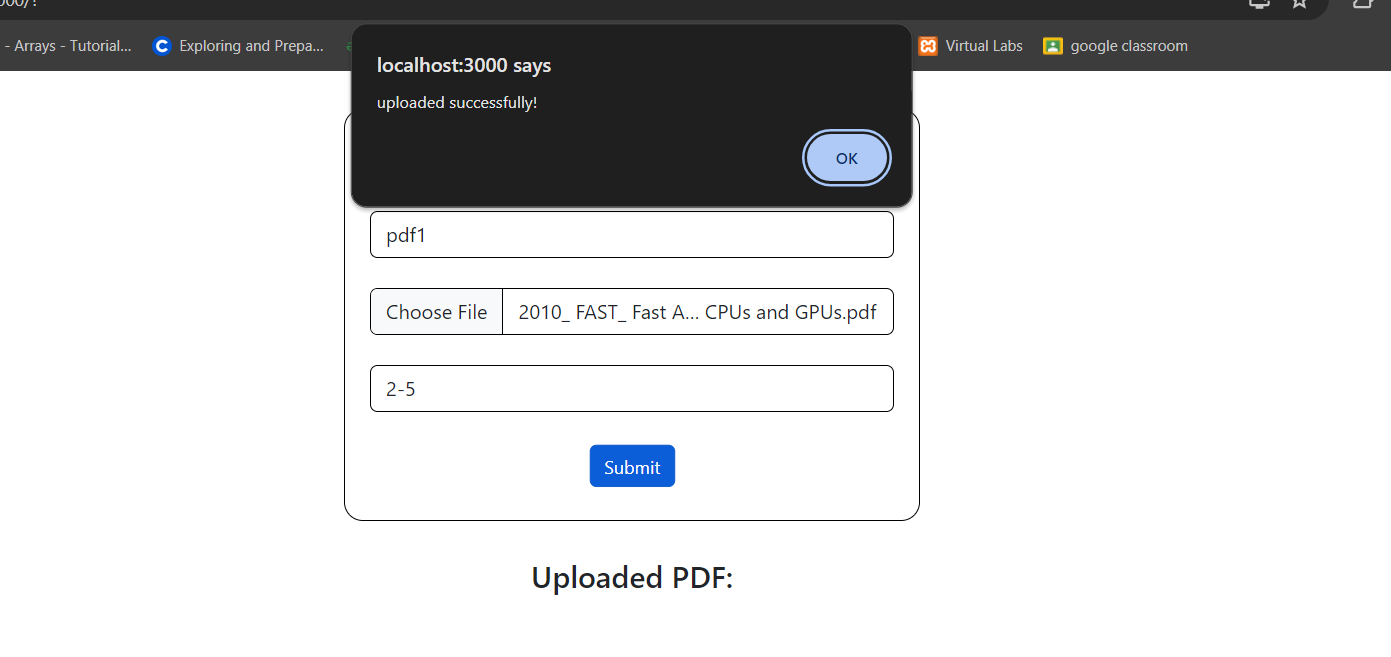 - Arrays - Tutorial...
Exploring and Prepa...
Virtual Labs
google classroom
localhost:3000 says
uploaded successfully!
OK
pdf1
Choose File
2010_ FAST_ Fast A... CPUs and GPUs.pdf
2-5
Submit
Uploaded PDF: